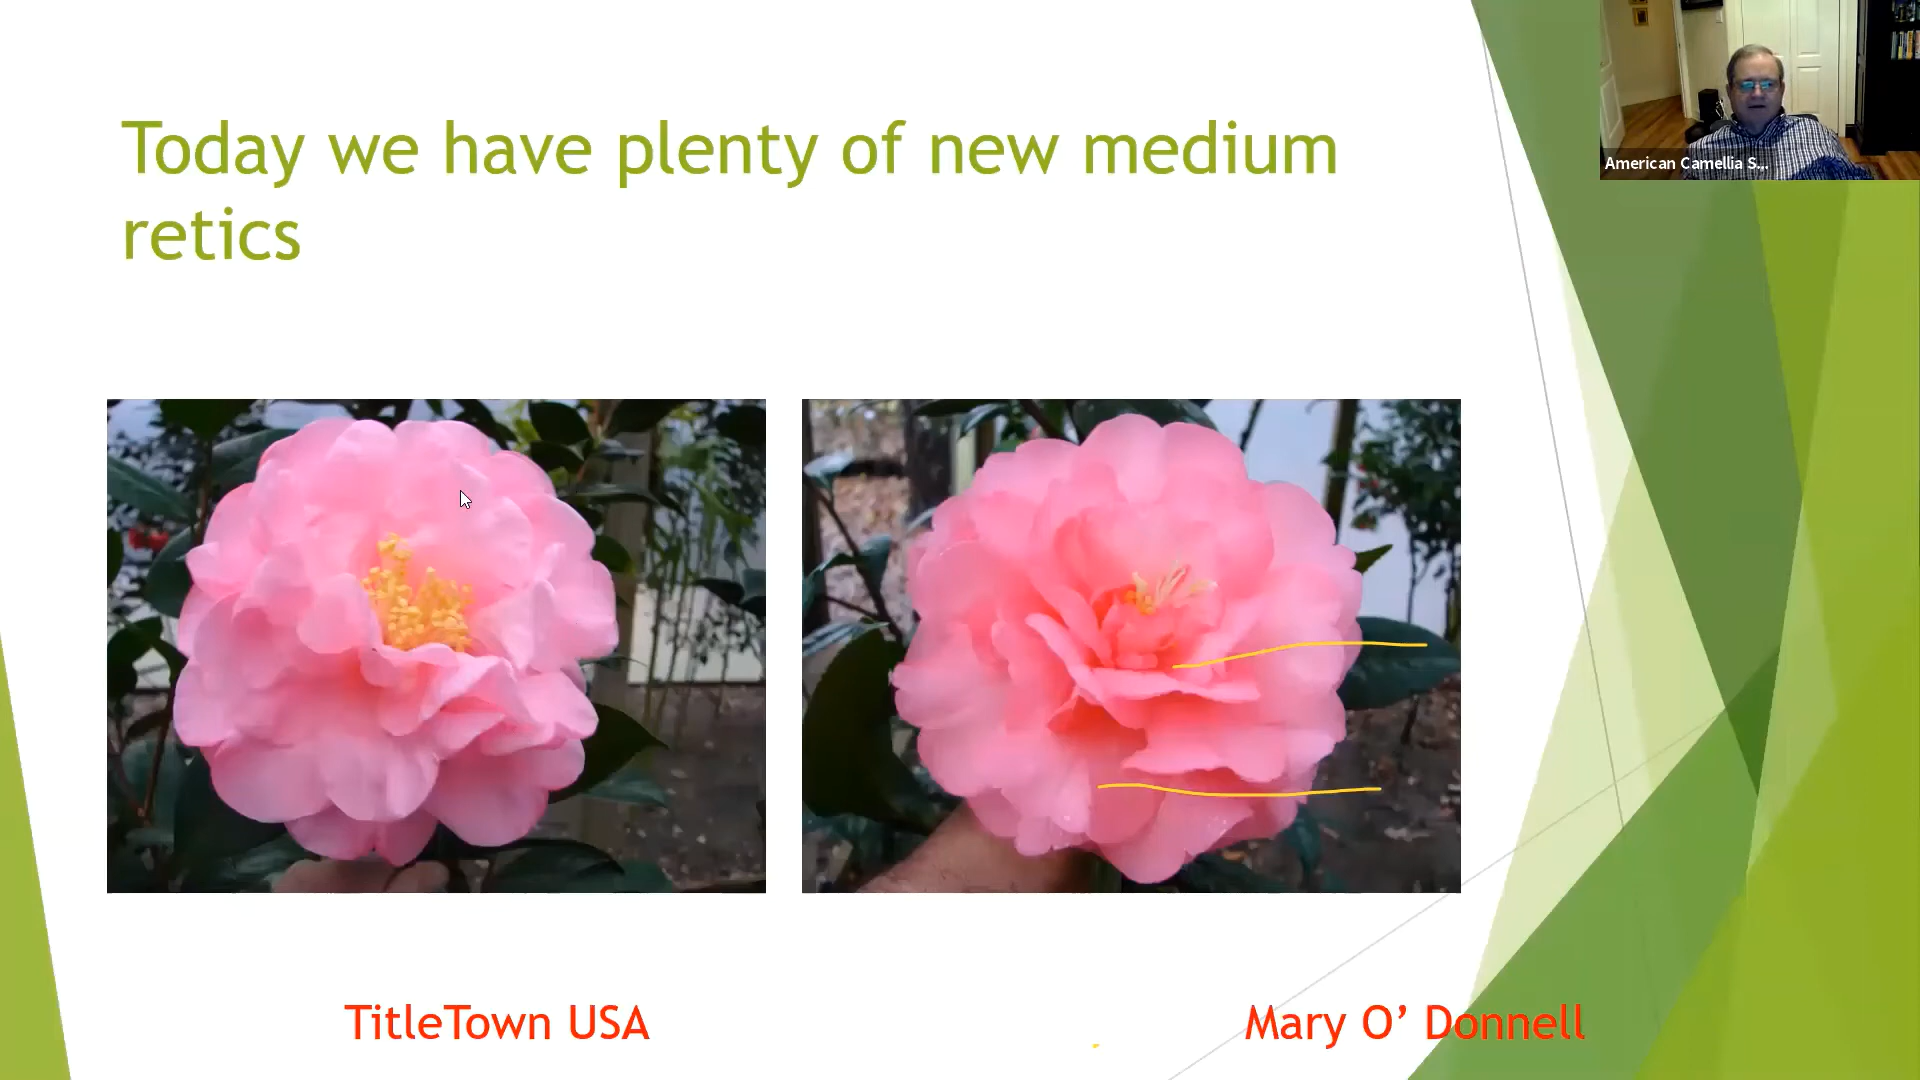 Today we have plenty of new medium
retics
American Camellia S...
TitleTown USA
Mary O’ Donnell